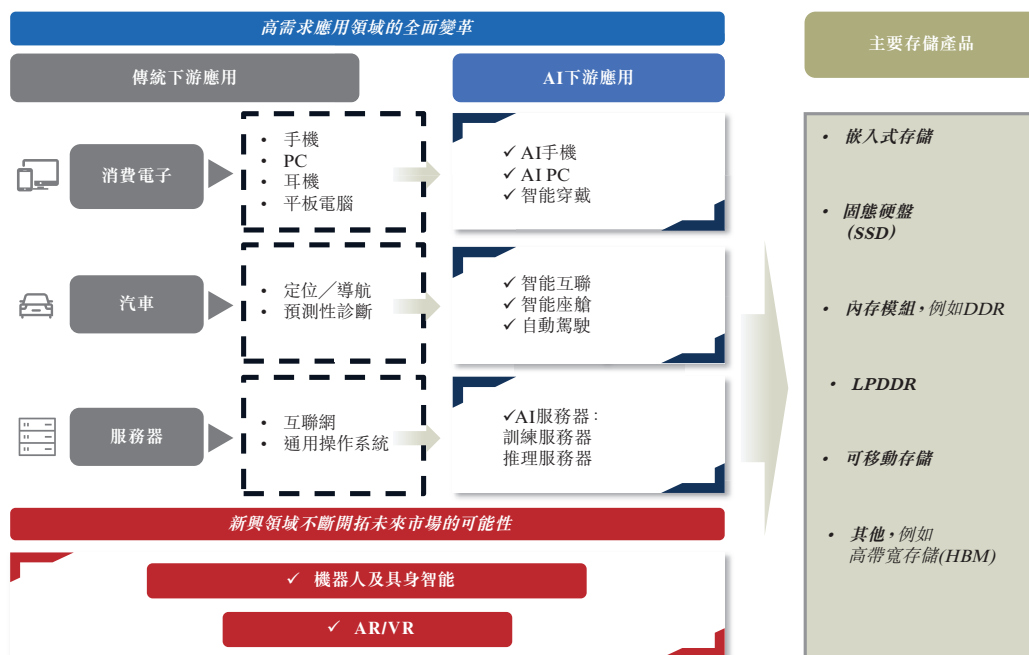 高需求應用領域的全面變革
傳統下游應用
AI下游應用
主要存儲產品
消費電子
• 手機
• PC
• 耳機
• 平板電腦
✓ AI手機
✓ AI PC
✓ 智能穿戴
汽車
• 定位／導航
• 預測性診斷
✓ 智能互聯
✓ 智能座艙
✓ 自動駕駛
服務器
• 互聯網
• 通用操作系統
✓AI服務器：
訓練服務器
推理服務器
新興領域不斷開拓未來市場的可能性
✓ 機器人及具身智能
✓ AR/VR
• 嵌入式存儲
• 固態硬盤
(SSD)
• 內存模組，例如DDR
• LPDDR
• 可移動存儲
• 其他，例如
高帶寬存儲(HBM)